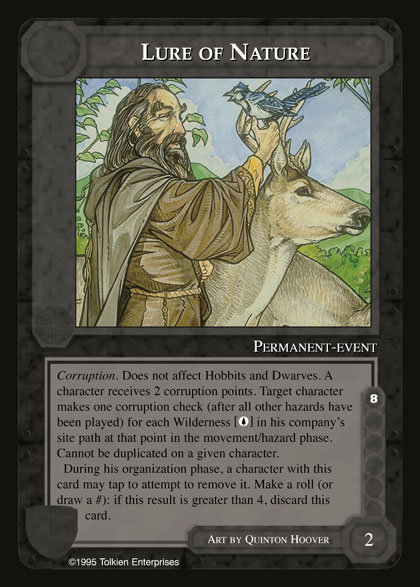 LURE OF NATURE
PERMANENT-EVENT
Corruption. Does not affect Hobbits and Dwarves. A
character receives 2 corruption points. Target character
makes one corruption check (after all other hazards have
been played) for each Wilderness [] in his company's
site path at that point in the movement/hazard phase.
Cannot be duplicated on a given character.
During his organization phase, a character with this
card may tap to attempt to remove it. Make a roll (or
draw a #): if this result is greater than 4, discard this
card.
8
ART BY QUINTON HOOVER
2
©1995 Tolkien Enterprises